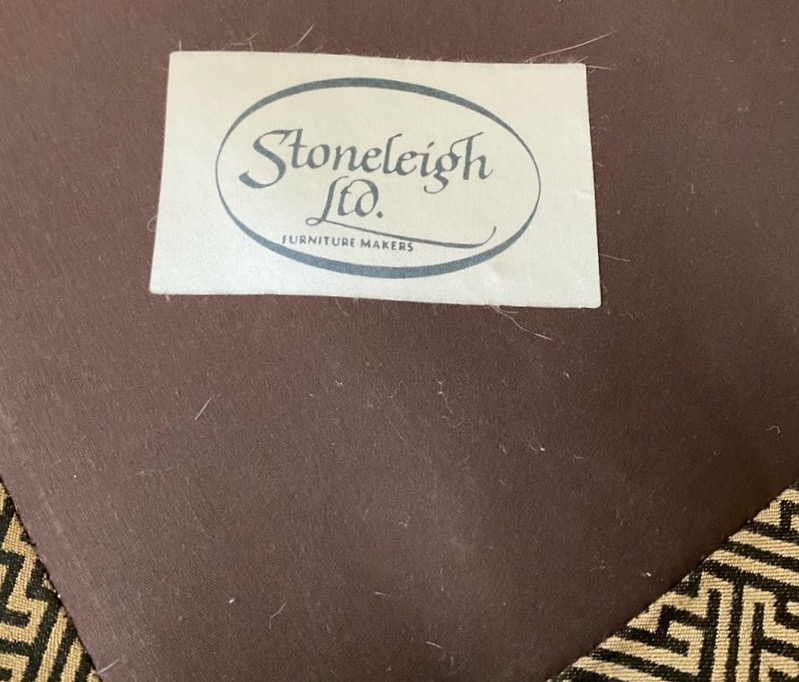 Stoneleigh
Ltd.
FURNITURE MAKERS